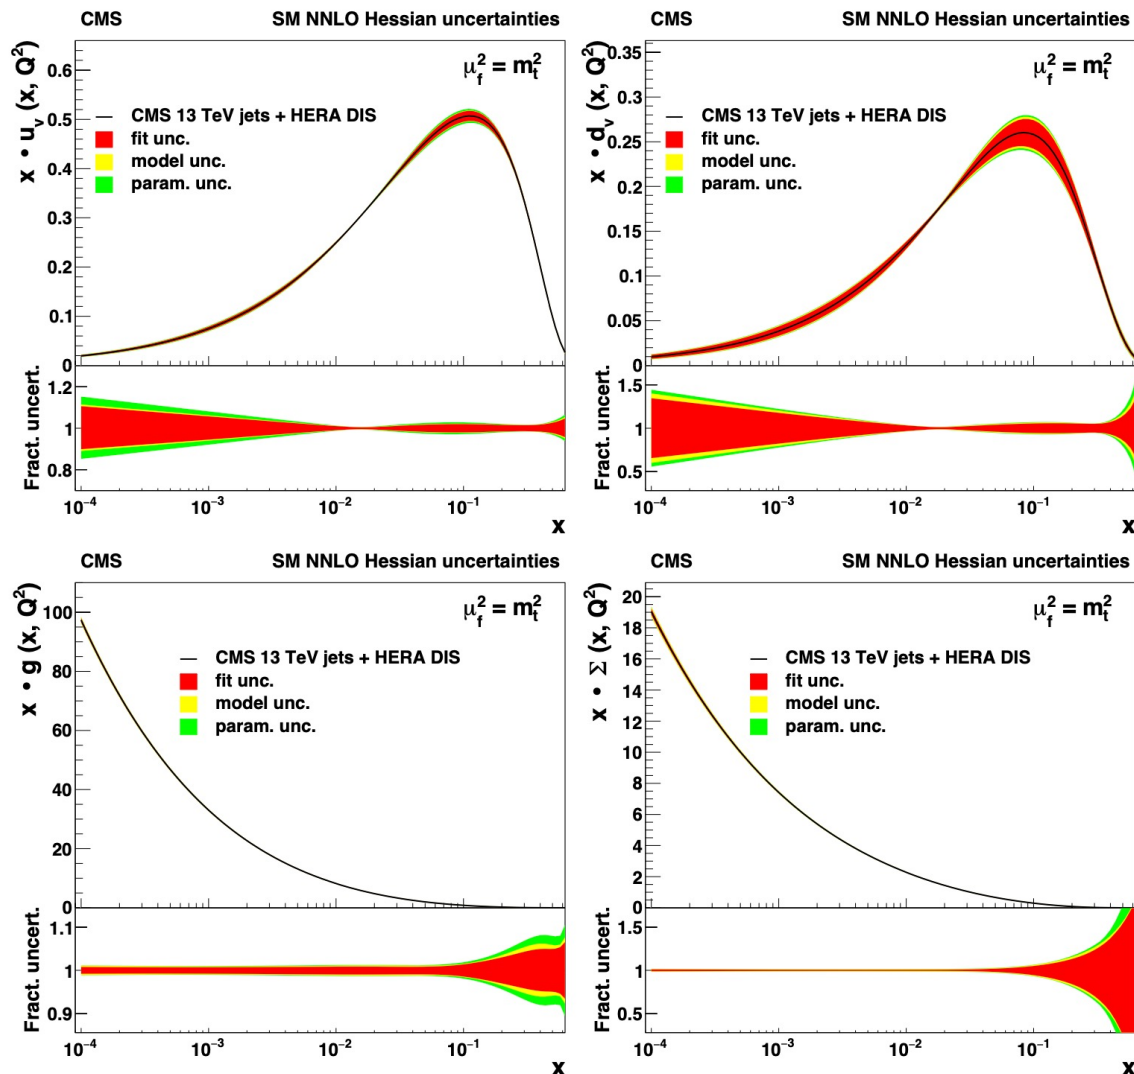 CMS SM NNLO Hessian uncertainties
x • u_v (x, Q²)
μ_f² = m_t²
CMS 13 TeV jets + HERA DIS
fit unc.
model unc.
param. unc.
0.6
0.5
0.4
0.3
0.2
0.1
0
Fract. uncert.
1.2
1
0.8
10⁻⁴ 10⁻³ 10⁻² 10⁻¹
x
CMS SM NNLO Hessian uncertainties
x • d_v (x, Q²)
μ_f² = m_t²
CMS 13 TeV jets + HERA DIS
fit unc.
model unc.
param. unc.
0.35
0.3
0.25
0.2
0.15
0.1
0.05
0
Fract. uncert.
1.5
1
0.5
10⁻⁴ 10⁻³ 10⁻² 10⁻¹
x
CMS SM NNLO Hessian uncertainties
x • g (x, Q²)
μ_f² = m_t²
CMS 13 TeV jets + HERA DIS
fit unc.
model unc.
param. unc.
100
80
60
40
20
0
Fract. uncert.
1.1
1
0.9
10⁻⁴ 10⁻³ 10⁻² 10⁻¹
x
CMS SM NNLO Hessian uncertainties
x • Σ (x, Q²)
μ_f² = m_t²
CMS 13 TeV jets + HERA DIS
fit unc.
model unc.
param. unc.
20
18
16
14
12
10
8
6
4
2
0
Fract. uncert.
1.5
1
0.5
10⁻⁴ 10⁻³ 10⁻² 10⁻¹
x